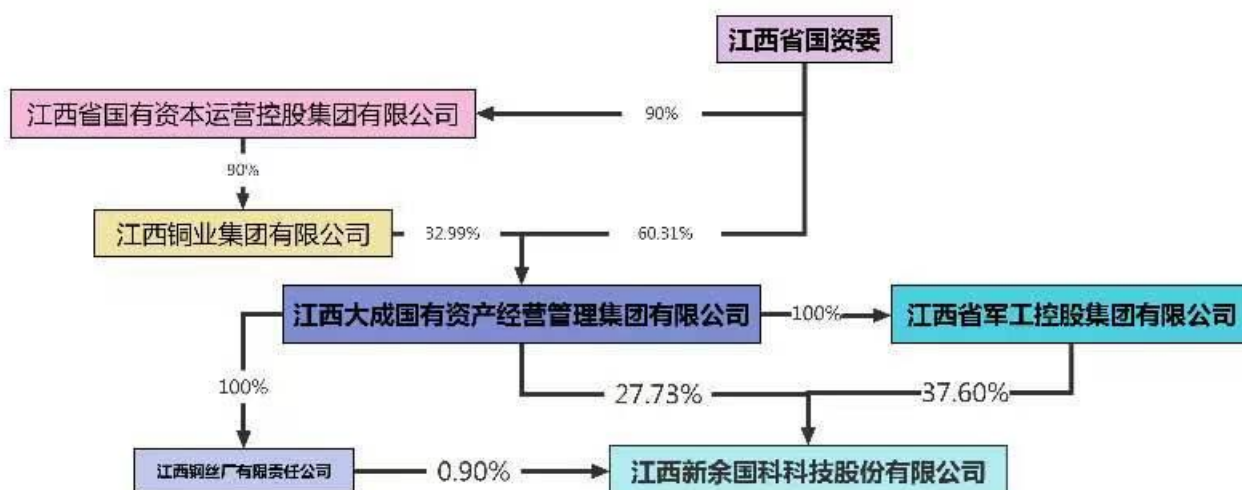 江西省国资委
江西省国有资本运营控股集团有限公司
90%
90%
江西铜业集团有限公司
32.99%
60.31%
江西大成国有资产经营管理集团有限公司
100%
江西省军工控股集团有限公司
100%
27.73%
37.60%
江西钢丝厂有限责任公司
0.90%
江西新余国科科技股份有限公司